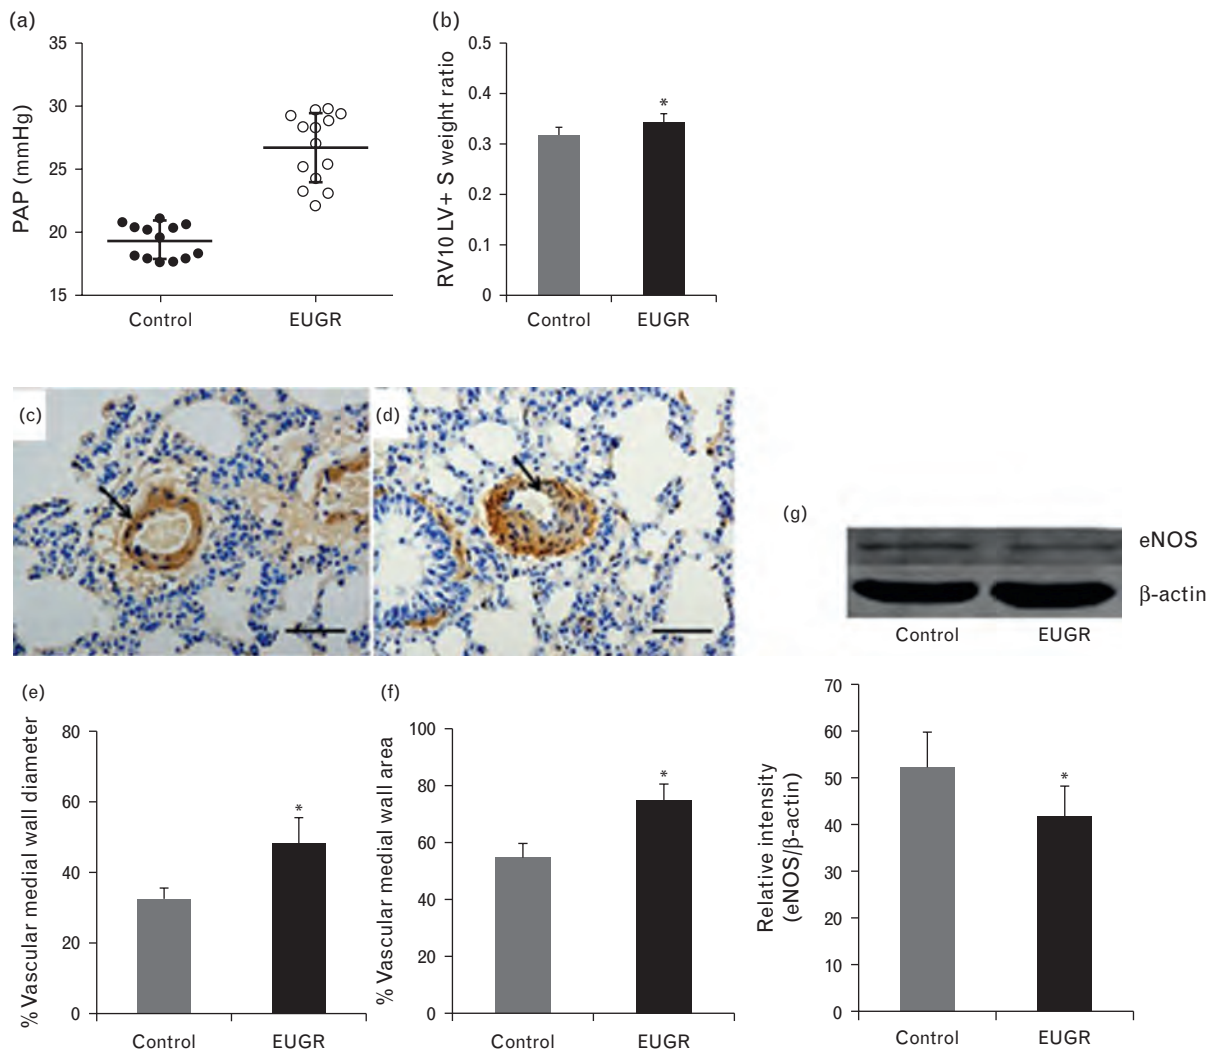 (a)
35
30
25
20
15
PAP (mmHg)
Control
EUGR
(b)
0.5
0.4
0.3
0.2
0.1
0
RV10 LV+ S weight ratio
*
Control
EUGR
(c)
(d)
(g)
eNOS
β-actin
Control
EUGR
(e)
80
60
40
20
0
% Vascular medial wall diameter
*
Control
EUGR
(f)
100
80
60
40
20
0
% Vascular medial wall area
*
Control
EUGR
70
60
50
40
30
20
10
0
Relative intensity
(eNOS/β-actin)
*
Control
EUGR